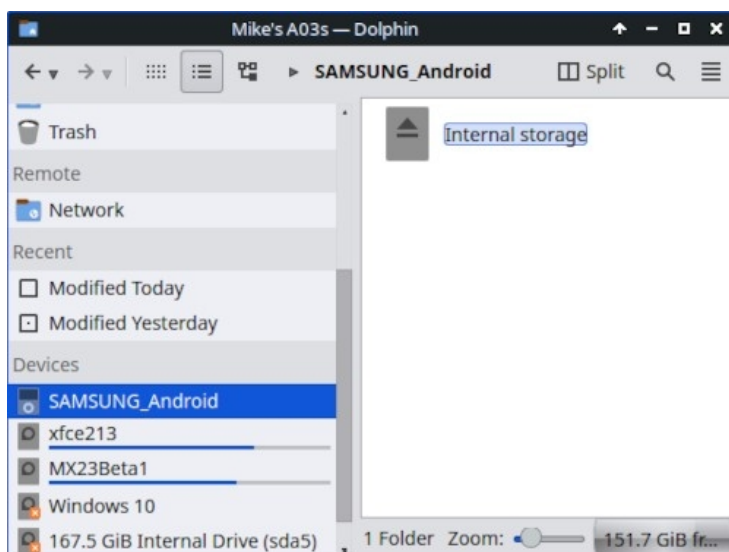 Mike's A03s — Dolphin
SAMSUNG_Android
Split
Trash
Remote
Network
Recent
Modified Today
Modified Yesterday
Devices
SAMSUNG_Android
xfce213
MX23Beta1
Windows 10
167.5 GiB Internal Drive (sda5)
Internal storage
1 Folder Zoom: 151.7 GiB fr...